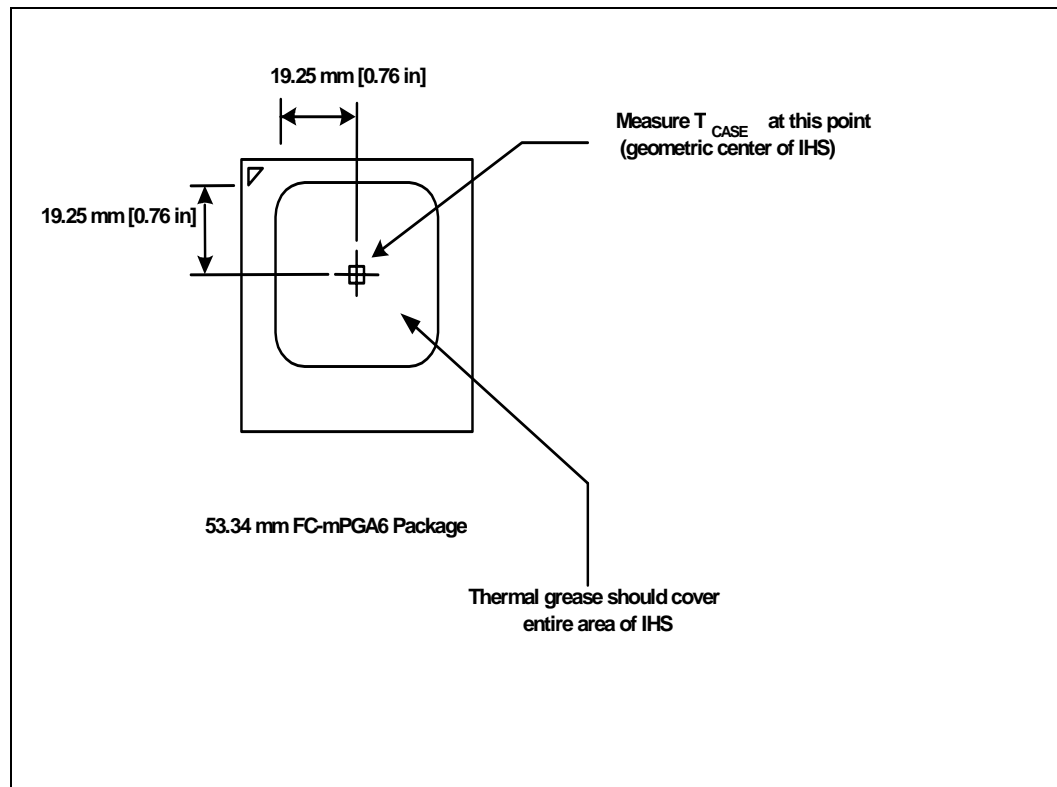 19.25 mm [0.76 in]
Measure T CASE at this point
(geometric center of IHS)
19.25 mm [0.76 in]
53.34 mm FC-mPGA6 Package
Thermal grease should cover
entire area of IHS